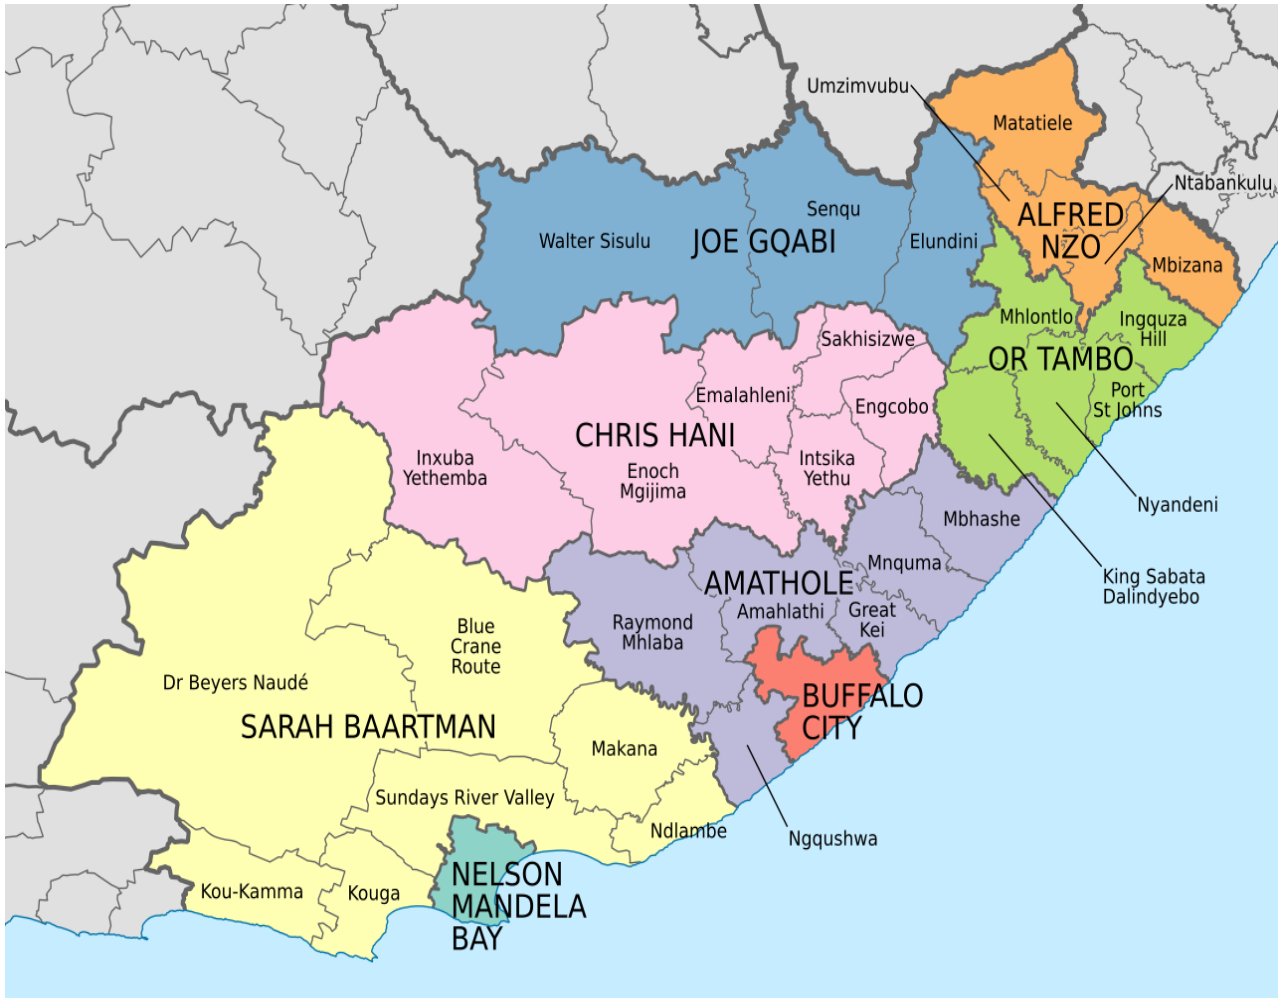 Umzimvubu
Matatiele
Ntabankulu
Senqu
ALFRED
NZO
Walter Sisulu
JOE GQABI
Elundini
Mbizana
Mhlontlo
Ingquza
Hill
Sakhisizwe
OR TAMBO
Emalahleni
Engcobo
Port
St Johns
CHRIS HANI
Inxuba
Yethemba
Enoch
Mgijima
Intsika
Yethu
Nyandeni
Mbhashe
Mnquma
King Sabata
Dalindyebo
AMATHOLE
Amahlathi
Great
Kei
Raymond
Mhlaba
Blue
Crane
Route
Dr Beyers Naudé
BUFFALO
CITY
SARAH BAARTMAN
Makana
Sundays River Valley
Ndlambe
Ngqushwa
Kou-Kamma
Kouga
NELSON
MANDELA
BAY